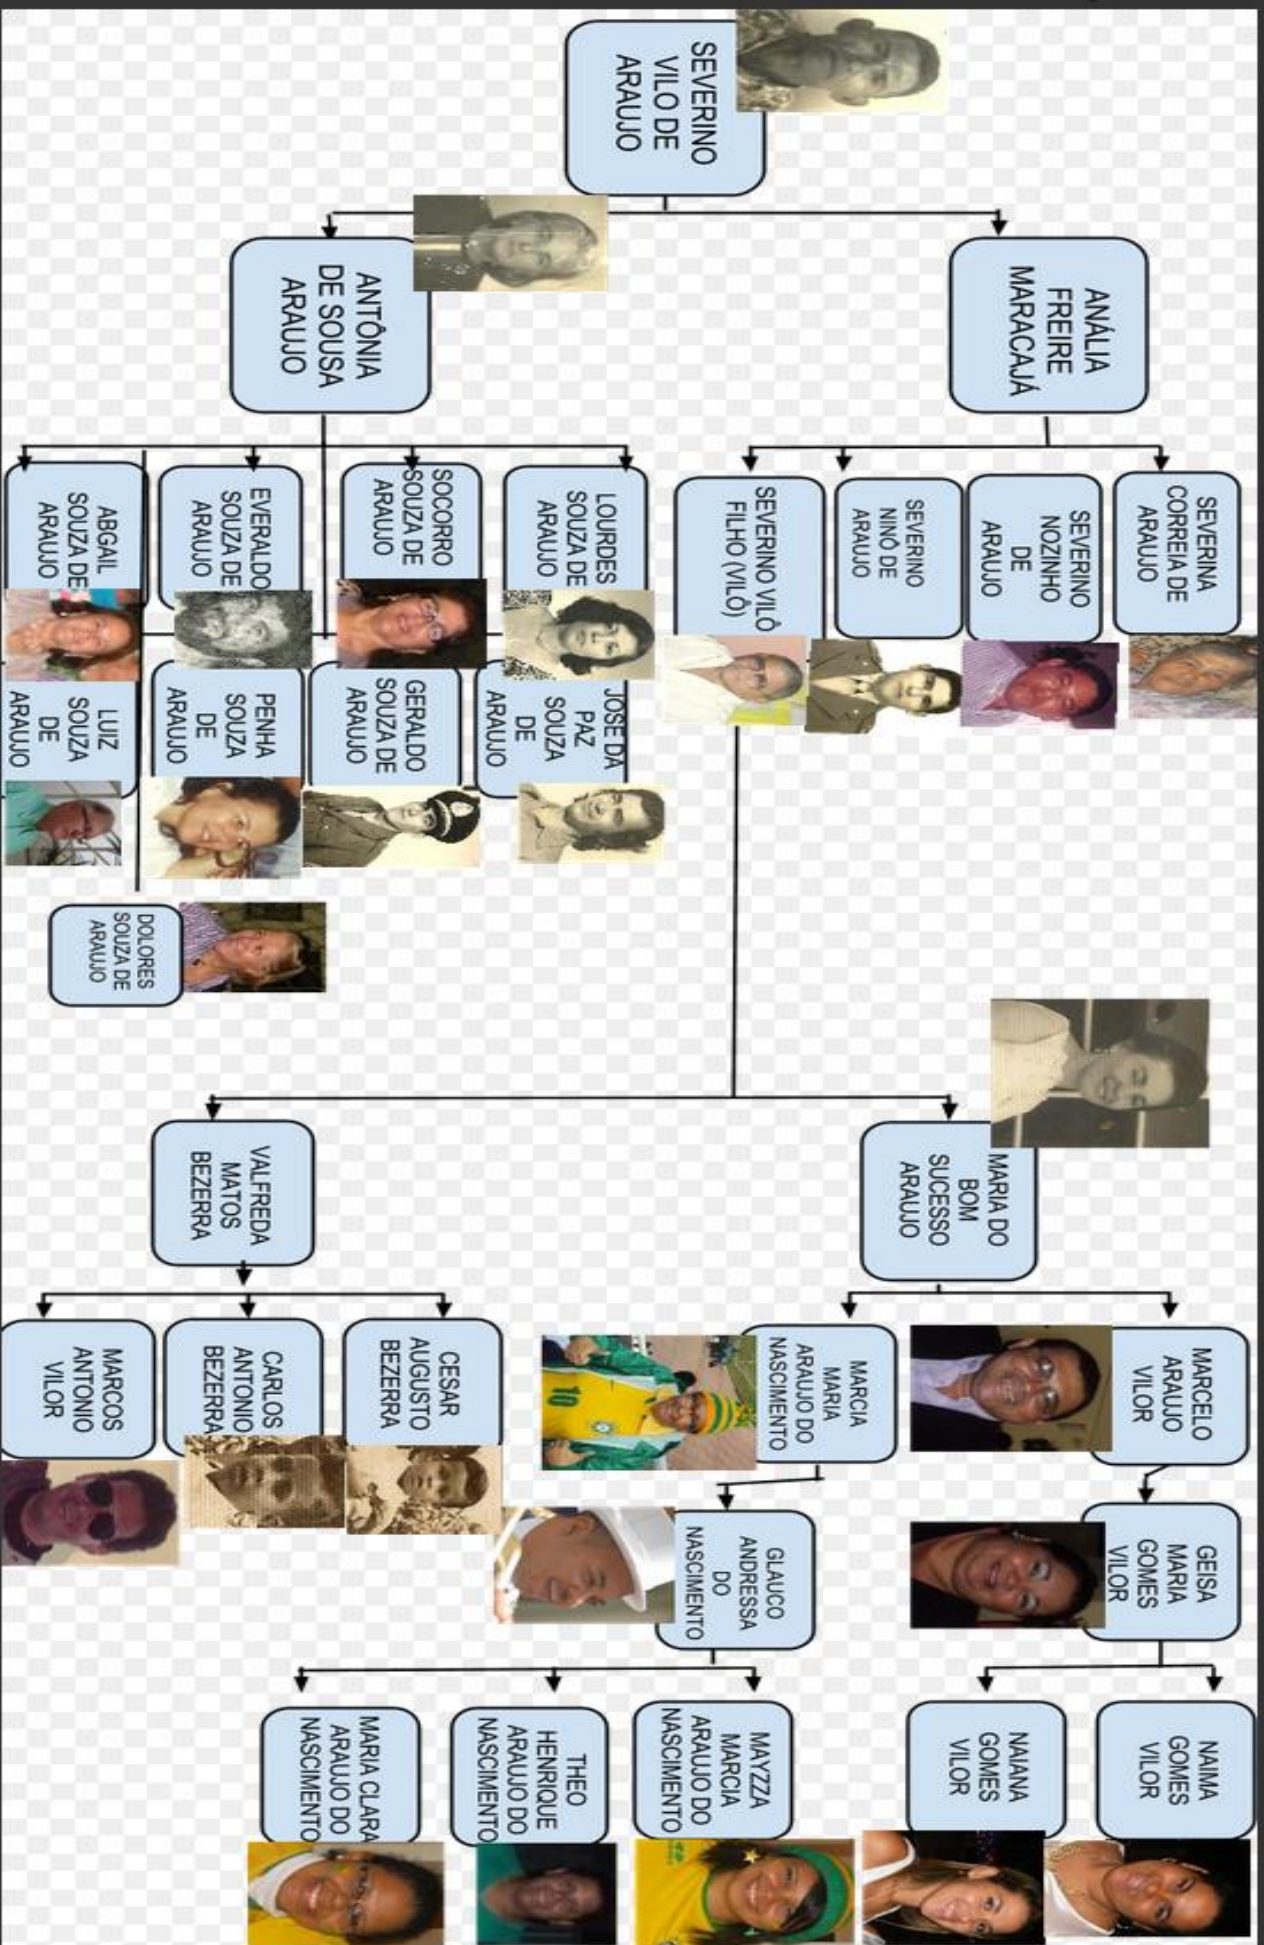 SEVERINO
VILO DE
ARAUJO
ANÁLIA
FREIRE
MARACAJÁ
ANTÔNIA
DE SOUSA
ARAUJO
SEVERINA
CORREIA DE
ARAUJO
SEVERINO
NOZINHO
DE
ARAUJO
SEVERINO
NINÔ DE
ARAUJO
SEVERINO VILÔ
FILHO (VILÔ)
LOURDES
SOUZA DE
ARAUJO
SOCORRO
SOUZA DE
ARAUJO
EVERALDO
SOUZA DE
ARAUJO
ABGAIL
SOUZA DE
ARAUJO
JOSE DA
PAZ
SOUZA
DE
ARAUJO
GERALDO
SOUZA DE
ARAUJO
PENHA
SOUZA
DE
ARAUJO
LUIZ
SOUZA
DE
ARAUJO
DOLORES
SOUZA DE
ARAUJO
MARIA DO
BOM
SUCESSO
ARAUJO
VALFREDA
MATOS
BEZERRA
MARCELO
ARAUJO
VILOR
MARCIA
MARIA
ARAUJO DO
NASCIMENTO
10
CESAR
AUGUSTO
BEZERRA
CARLOS
ANTONIO
BEZERRA
MARCOS
ANTONIO
VILOR
GEISA
MARIA
GOMES
VILOR
GLAUCO
ANDRESSA
DO
NASCIMENTO
NAIMA
GOMES
VILOR
NAIANA
GOMES
VILOR
MAYZZA
MARCIA
ARAUJO DO
NASCIMENTO
THEO
HENRIQUE
ARAUJO DO
NASCIMENTO
MARIA CLARA
ARAUJO DO
NASCIMENTO